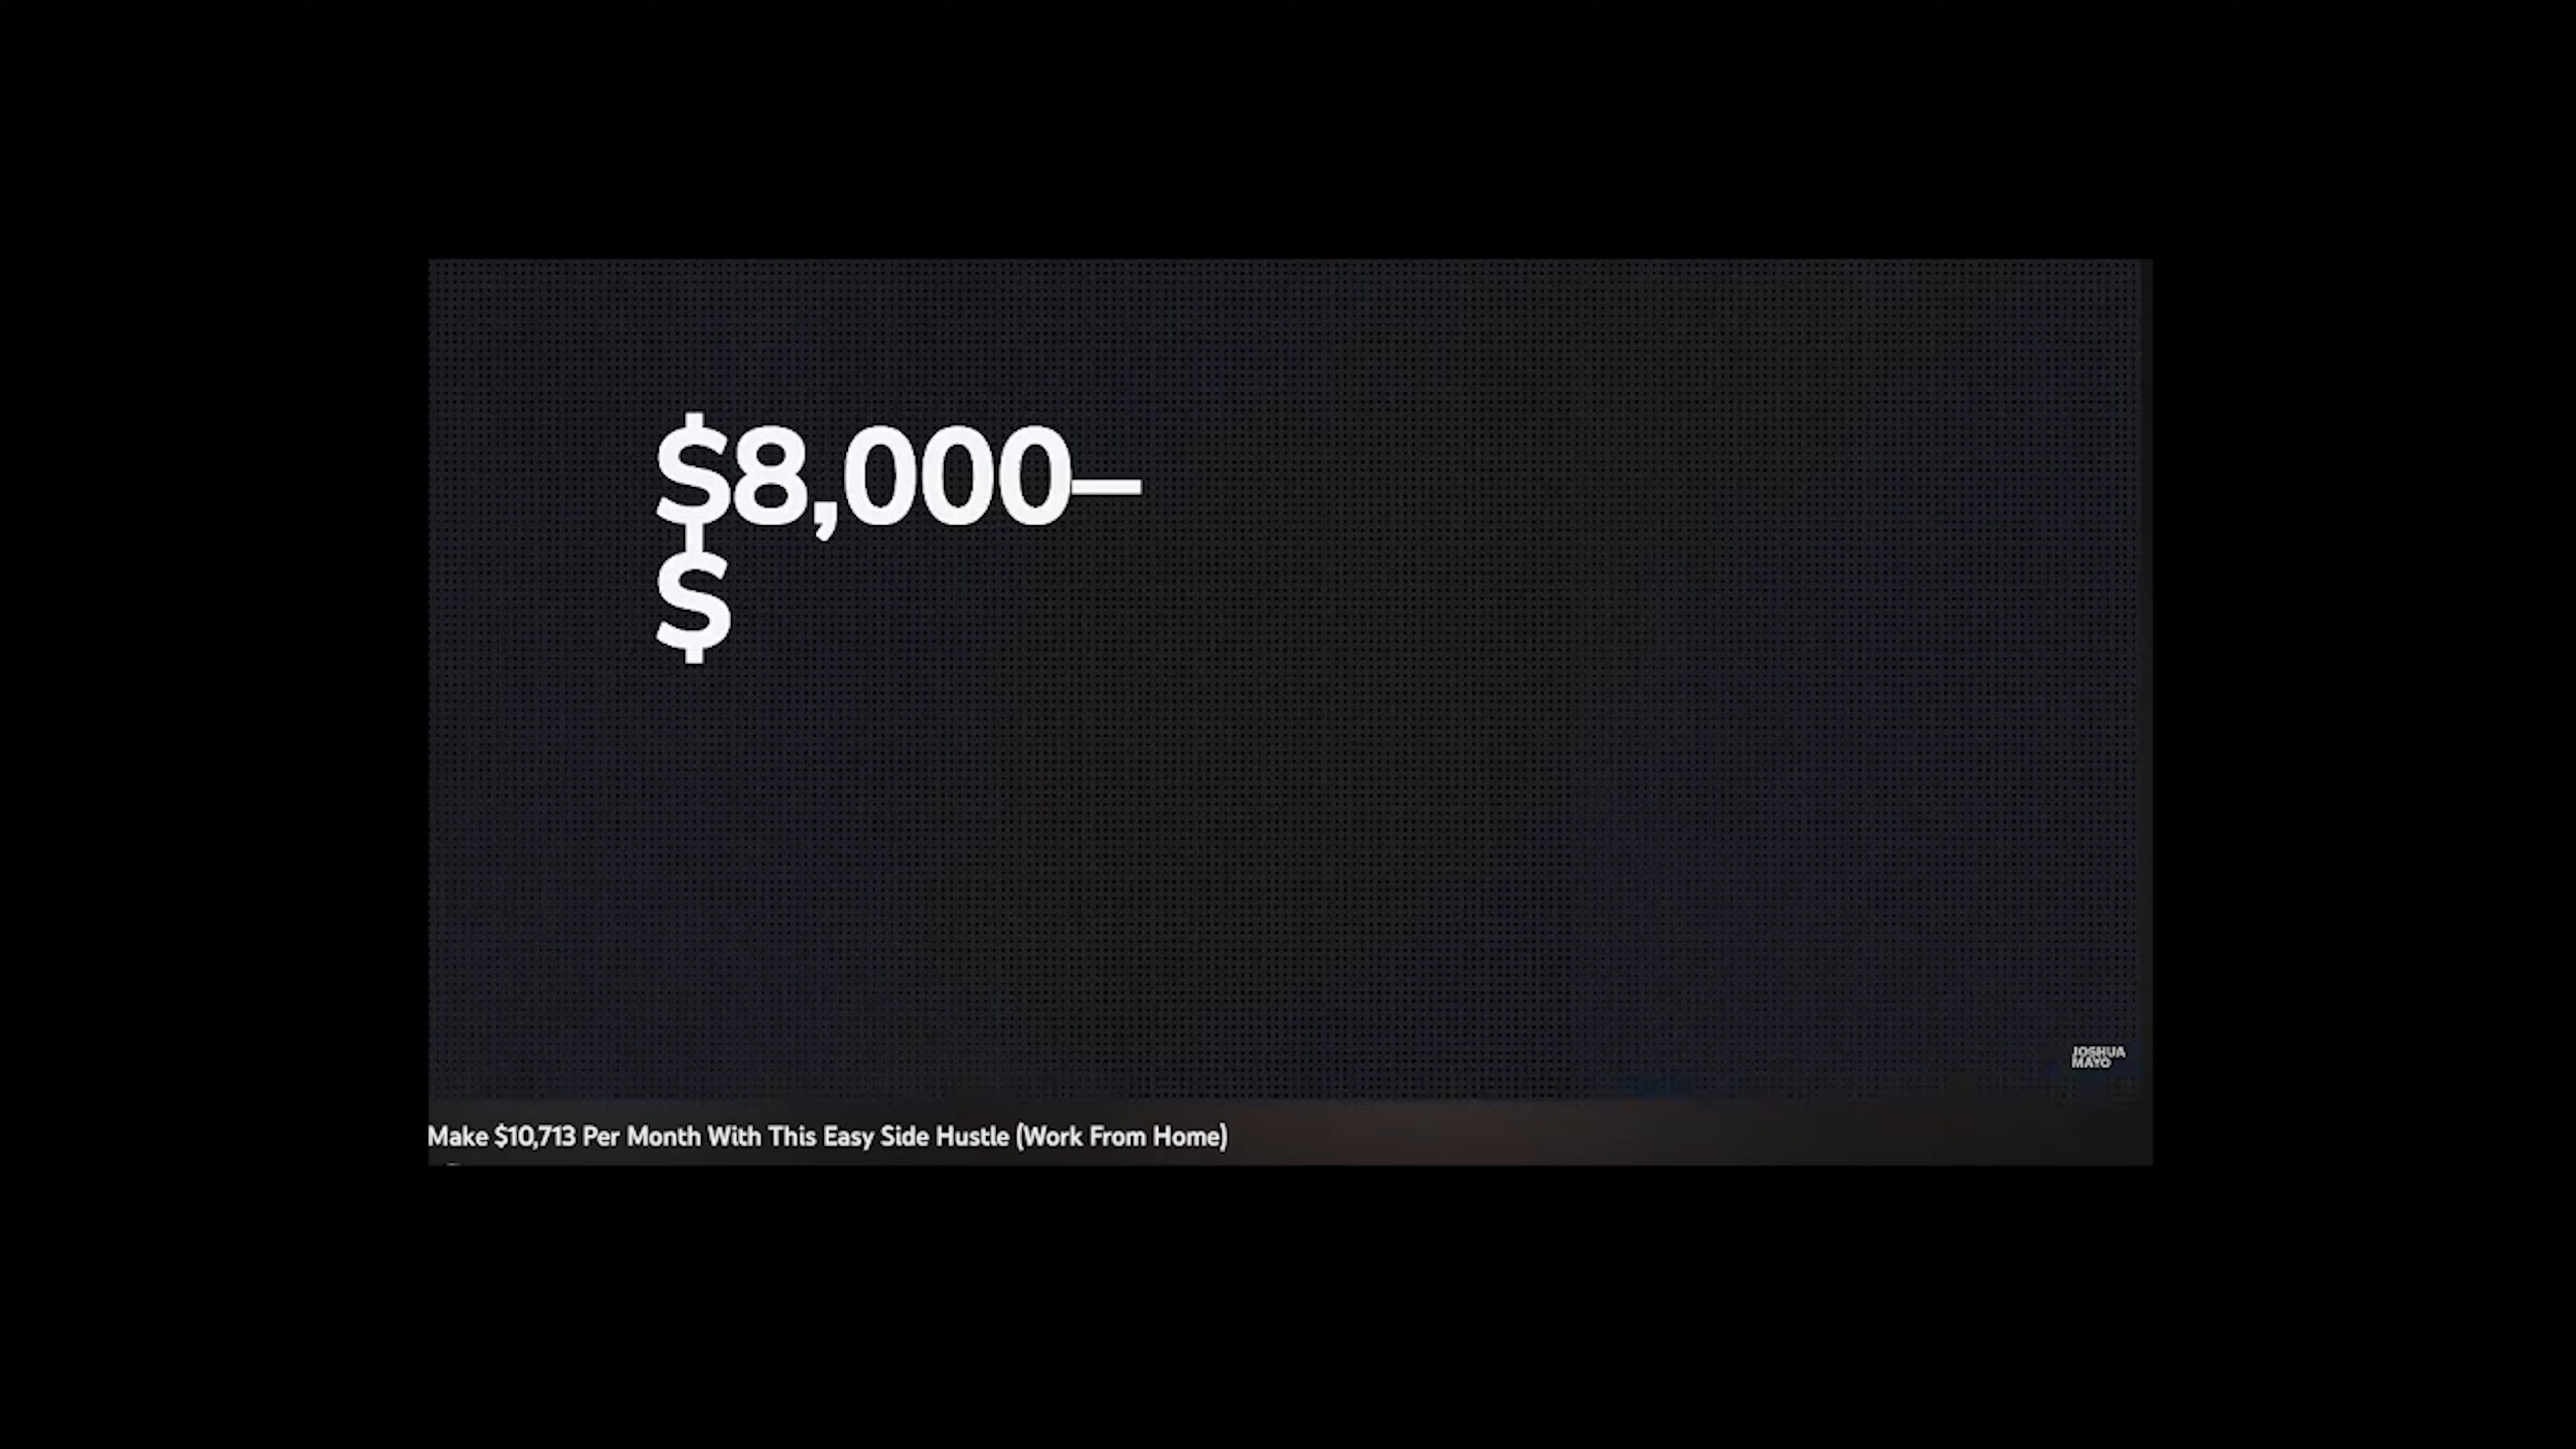 $8,000–
$
JOSHUA
MAYO
Make $10,713 Per Month With This Easy Side Hustle (Work From Home)